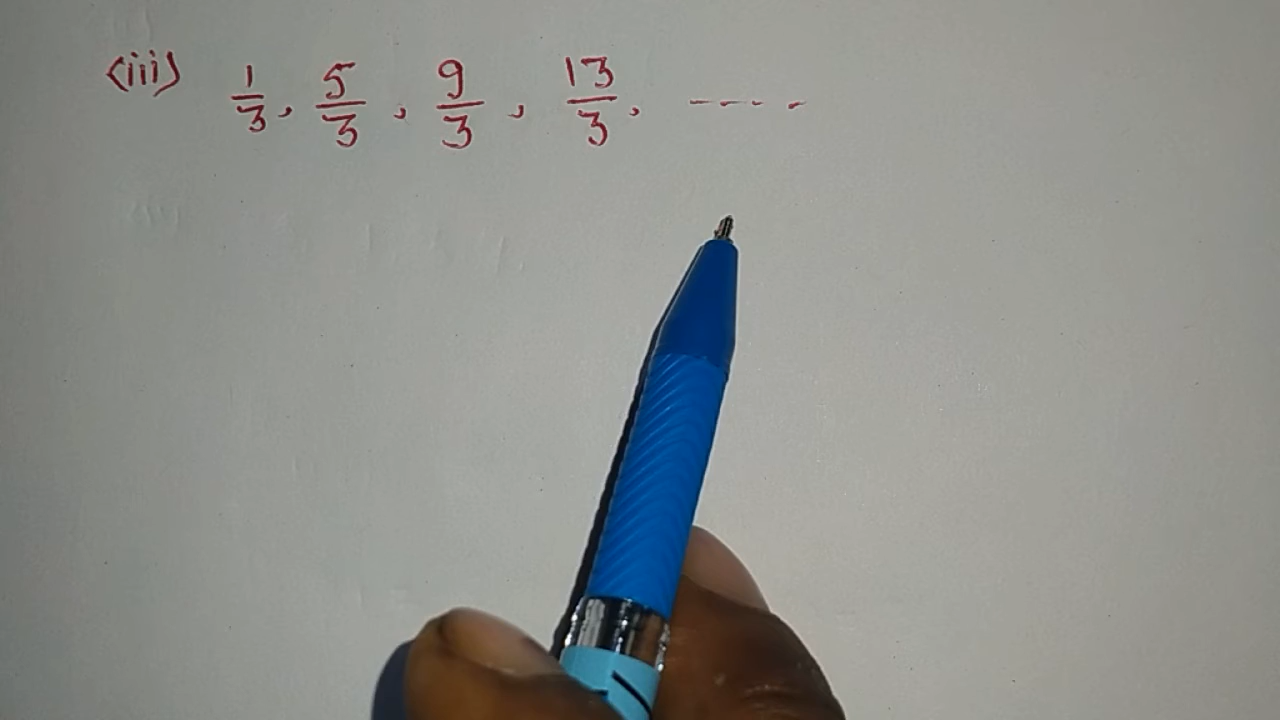 (iii) 1/3, 5/3, 9/3, 13/3, ----